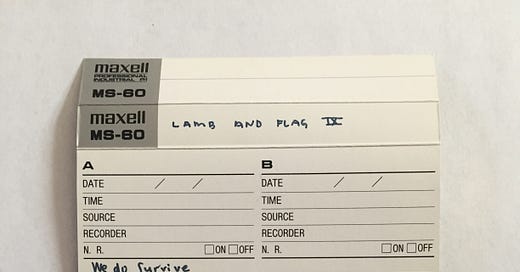 maxell
PROFESSIONAL
INDUSTRIAL P/I
MS-60
maxell
MS-60
LAMB AND FLAG IX
A
B
DATE / /
DATE / /
TIME
TIME
SOURCE
SOURCE
RECORDER
RECORDER
N. R. ON OFF
N. R. ON OFF
We do Survive